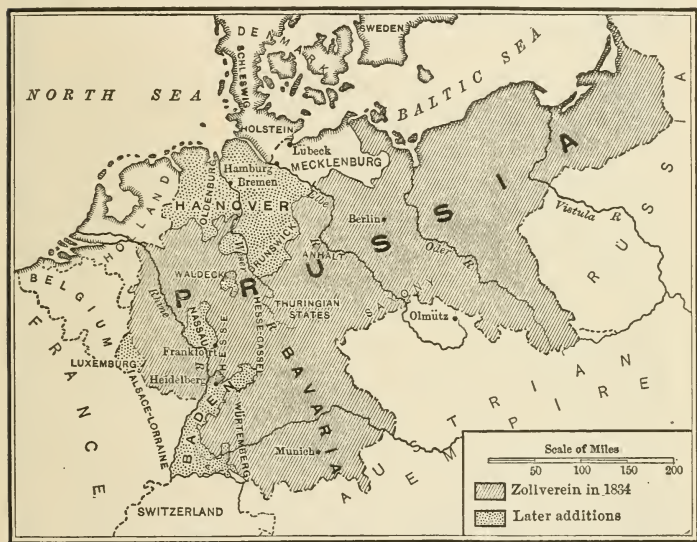 DENMARK
SWEDEN
SCHLESWIG
NORTH SEA
BALTIC SEA
HOLSTEIN
Lübeck
MECKLENBURG
Hamburg
Bremen
OLDENBURG
HANNOVER
Elbe
R
BRUNSWICK
Berlin
Oder R
Vistula R
RUSSIA
HOLLAND
BELGIUM
Rhine
R
Weser
ANHALT
WALDECK
PRUSSIA
THURINGIAN
STATES
SAXONY
Olmütz
NASSAU
HESSE
HESSE-CASSEL
Frankfort
LUXEMBURG
Heidelberg
ALSACE-LORRAINE
FRANCE
BADEN
WÜRTEMBERG
BAVARIA
Munich
SWITZERLAND
AUSTRIAN
EMPIRE
Scale of Miles
50 100 150 200
Zollverein in 1834
Later additions